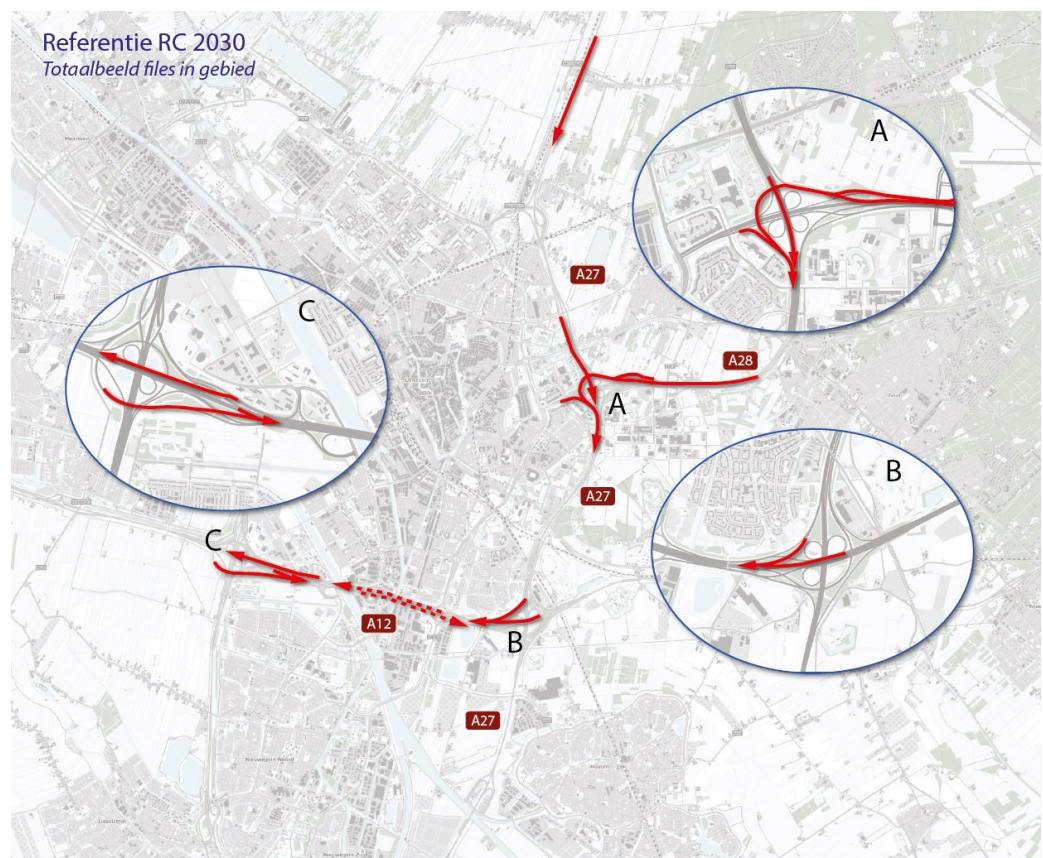 Referentie RC 2030
Totaalbeeld files in gebied
A
A27
C
A28
A
B
A27
C
A12
B
A27